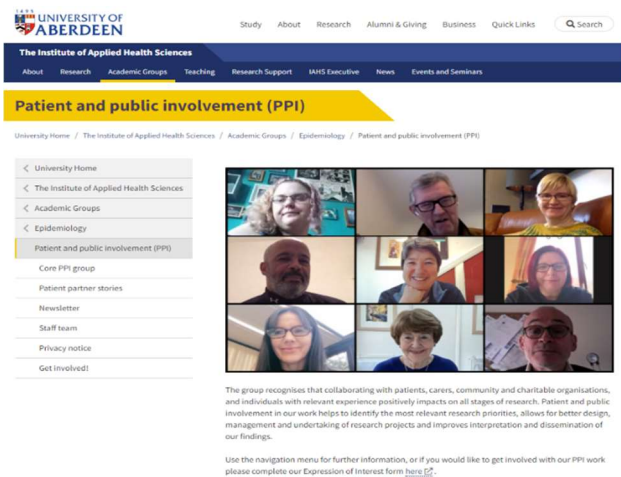 1495
UNIVERSITY OF
ABERDEEN
Study About Research Alumni & Giving Business Quick Links Search
The Institute of Applied Health Sciences
About Research Academic Groups Teaching Research Support IAHS Executive News Events and Seminars
Patient and public involvement (PPI)
University Home / The Institute of Applied Health Sciences / Academic Groups / Epidemiology / Patient and public involvement (PPI)
University Home
The Institute of Applied Health Sciences
Academic Groups
Epidemiology
Patient and public involvement (PPI)
Core PPI group
Patient partner stories
Newsletter
Staff team
Privacy notice
Get involved!
The group recognises that collaborating with patients, carers, community and charitable organisations,
and individuals with relevant experience positively impacts on all stages of research. Patient and public
involvement in our work helps to identify the most relevant research priorities, allows for better design,
management and undertaking of research projects and improves interpretation and dissemination of
our findings.
Use the navigation menu for further information, or if you would like to get involved with our PPI work
please complete our Expression of Interest form here.